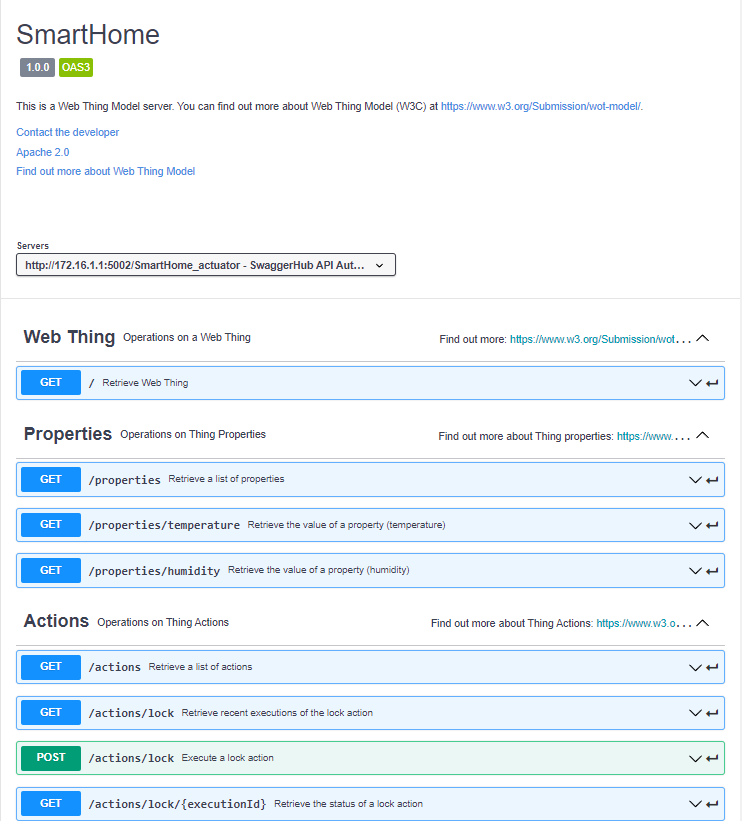 SmartHome
1.0.0 OAS3
This is a Web Thing Model server. You can find out more about Web Thing Model (W3C) at https://www.w3.org/Submission/wot-model/.
Contact the developer
Apache 2.0
Find out more about Web Thing Model
Servers
http://172.16.1.1:5002/SmartHome_actuator - SwaggerHub API Aut...
Web Thing Operations on a Web Thing Find out more: https://www.w3.org/Submission/wot...
GET / Retrieve Web Thing
Properties Operations on Thing Properties Find out more about Thing properties: https://www....
GET /properties Retrieve a list of properties
GET /properties/temperature Retrieve the value of a property (temperature)
GET /properties/humidity Retrieve the value of a property (humidity)
Actions Operations on Thing Actions Find out more about Thing Actions: https://www.w3.o...
GET /actions Retrieve a list of actions
GET /actions/lock Retrieve recent executions of the lock action
POST /actions/lock Execute a lock action
GET /actions/lock/{executionId} Retrieve the status of a lock action